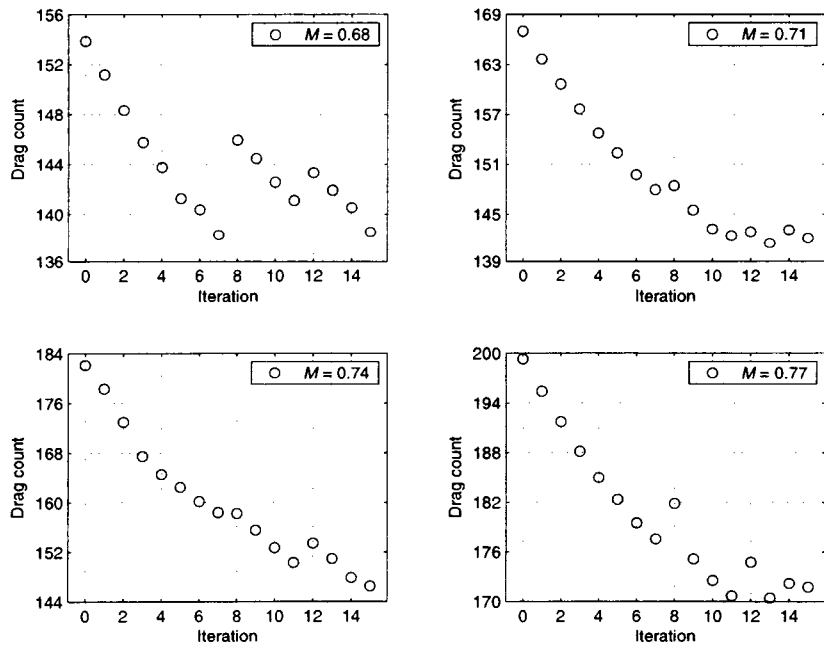 M = 0.68
Drag count
156
152
148
144
140
136
0 2 4 6 8 10 12 14
Iteration
M = 0.71
Drag count
169
163
157
151
145
139
0 2 4 6 8 10 12 14
Iteration
M = 0.74
Drag count
184
176
168
160
152
144
0 2 4 6 8 10 12 14
Iteration
M = 0.77
Drag count
200
194
188
182
176
170
0 2 4 6 8 10 12 14
Iteration